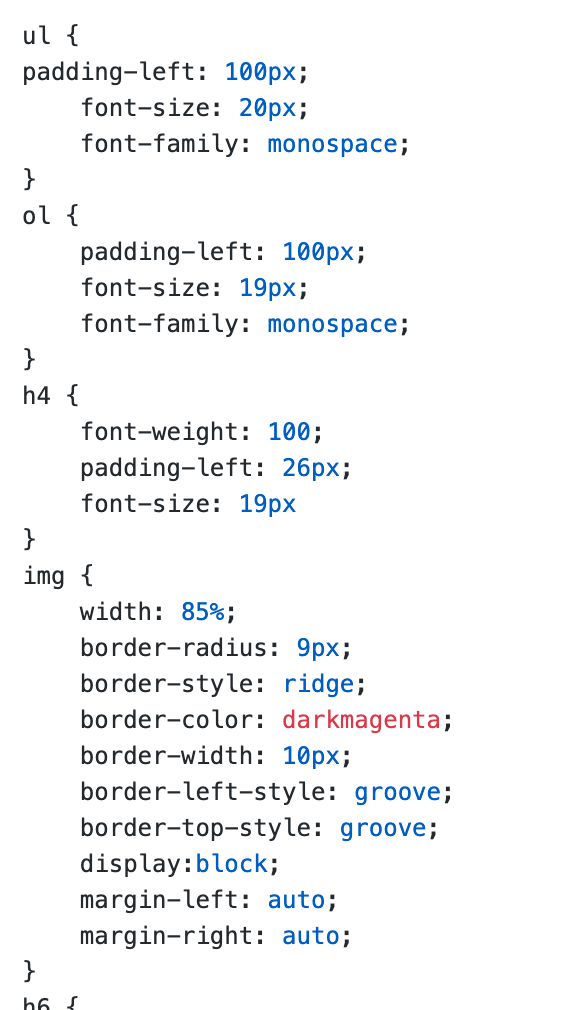 ul {
padding-left: 100px;
    font-size: 20px;
    font-family: monospace;
}
ol {
    padding-left: 100px;
    font-size: 19px;
    font-family: monospace;
}
h4 {
    font-weight: 100;
    padding-left: 26px;
    font-size: 19px
}
img {
    width: 85%;
    border-radius: 9px;
    border-style: ridge;
    border-color: darkmagenta;
    border-width: 10px;
    border-left-style: groove;
    border-top-style: groove;
    display:block;
    margin-left: auto;
    margin-right: auto;
}
h6 {